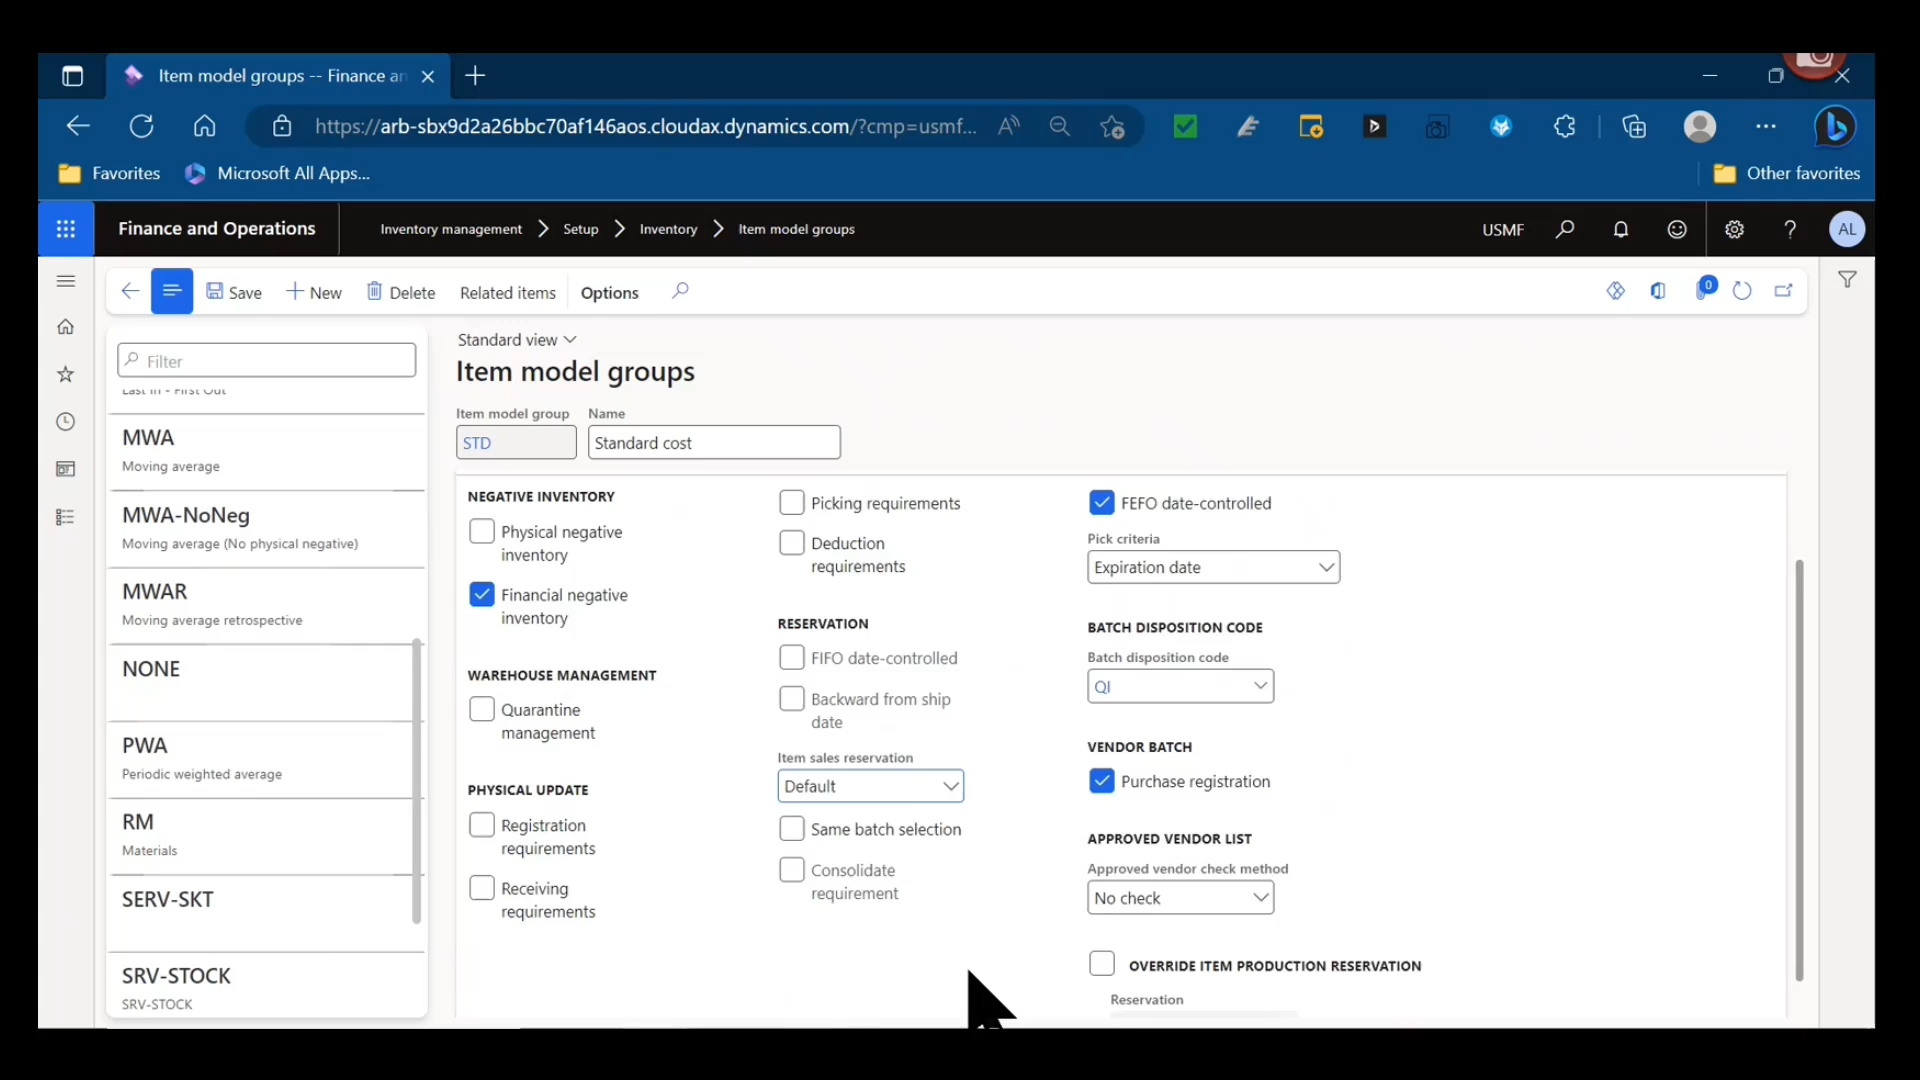 Item model groups -- Finance an
https://arb-sbx9d2a26bbc70af146aos.cloudax.dynamics.com/?cmp=usmf...
Favorites
Microsoft All Apps...
Other favorites
Finance and Operations
Inventory management
Setup
Inventory
Item model groups
USMF
?
AL
Save
New
Delete
Related items
Options
0
Filter
Last In - First Out
MWA
Moving average
MWA-NoNeg
Moving average (No physical negative)
MWAR
Moving average retrospective
NONE
PWA
Periodic weighted average
RM
Materials
SERV-SKT
SRV-STOCK
SRV-STOCK
Standard view
Item model groups
Item model group
Name
STD
Standard cost
NEGATIVE INVENTORY
Physical negative
inventory
Financial negative
inventory
WAREHOUSE MANAGEMENT
Quarantine
management
PHYSICAL UPDATE
Registration
requirements
Receiving
requirements
Picking requirements
Deduction
requirements
RESERVATION
FIFO date-controlled
Backward from ship
date
Item sales reservation
Default
Same batch selection
Consolidate
requirement
FEFO date-controlled
Pick criteria
Expiration date
BATCH DISPOSITION CODE
Batch disposition code
QI
VENDOR BATCH
Purchase registration
APPROVED VENDOR LIST
Approved vendor check method
No check
OVERRIDE ITEM PRODUCTION RESERVATION
Reservation